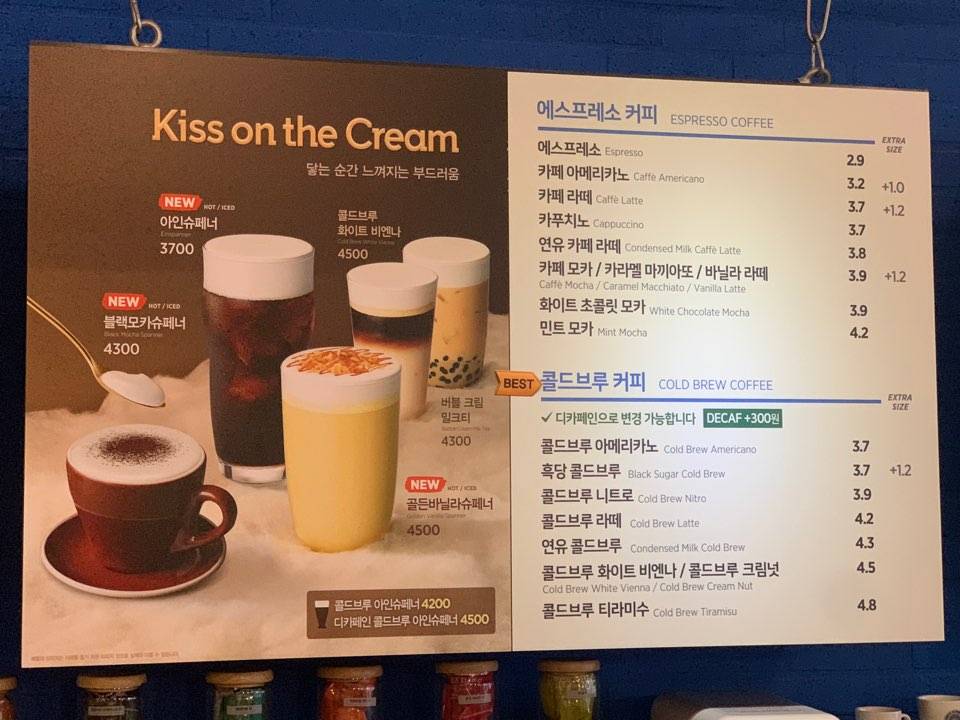 Kiss on the Cream
닿는 순간 느껴지는 부드러움
NEW HOT / ICED
아인슈페너
Einspanner
3700
콜드브루
화이트 비엔나
Cold Brew White Vienna
4500
NEW HOT / ICED
블랙모카슈페너
Black Mocha Spanner
4300
버블 크림
밀크티
Bubble Cream Milk Tea
4300
NEW HOT / ICED
골든바닐라슈페너
Golden Vanilla Spanner
4500
콜드브루 아인슈페너 4200
디카페인 콜드브루 아인슈페너 4500
에스프레소 커피 ESPRESSO COFFEE
EXTRA
SIZE
에스프레소 Espresso 2.9
카페 아메리카노 Caffè Americano 3.2 +1.0
카페 라떼 Caffè Latte 3.7 +1.2
카푸치노 Cappuccino 3.7
연유 카페 라떼 Condensed Milk Caffè Latte 3.8
카페 모카 / 카라멜 마끼아또 / 바닐라 라떼 3.9 +1.2
Caffè Mocha / Caramel Macchiato / Vanilla Latte
화이트 초콜릿 모카 White Chocolate Mocha 3.9
민트 모카 Mint Mocha 4.2
BEST 콜드브루 커피 COLD BREW COFFEE
EXTRA
SIZE
✓ 디카페인으로 변경 가능합니다 DECAF +300원
콜드브루 아메리카노 Cold Brew Americano 3.7
흑당 콜드브루 Black Sugar Cold Brew 3.7 +1.2
콜드브루 니트로 Cold Brew Nitro 3.9
콜드브루 라떼 Cold Brew Latte 4.2
연유 콜드브루 Condensed Milk Cold Brew 4.3
콜드브루 화이트 비엔나 / 콜드브루 크림넛 4.5
Cold Brew White Vienna / Cold Brew Cream Nut
콜드브루 티라미수 Cold Brew Tiramisu 4.8